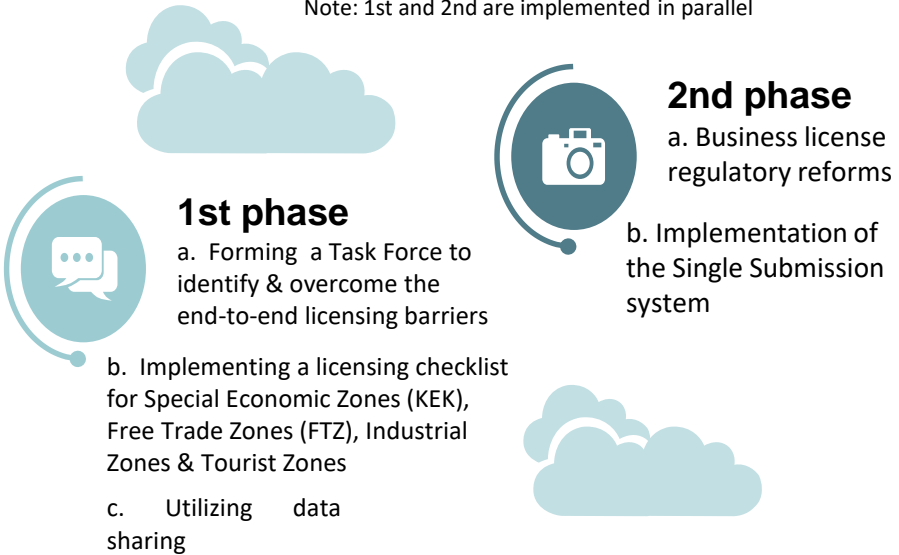 Note: 1st and 2nd are implemented in parallel
2nd phase
a. Business license
regulatory reforms
b. Implementation of
the Single Submission
system
1st phase
a. Forming a Task Force to
identify & overcome the
end-to-end licensing barriers
b. Implementing a licensing checklist
for Special Economic Zones (KEK),
Free Trade Zones (FTZ), Industrial
Zones & Tourist Zones
c. Utilizing data
sharing